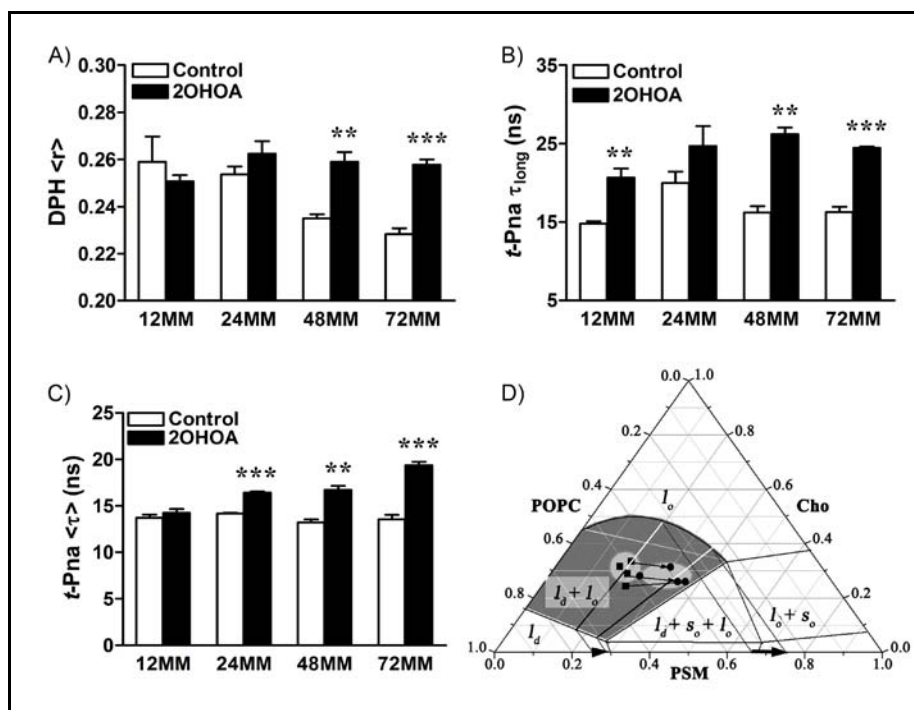 A)
0.30
0.28
0.26
0.24
0.22
0.20
DPH <r>
Control
2OHOA
**
***
12MM 24MM 48MM 72MM
B)
35
25
15
5
t-Pna τlong (ns)
Control
2OHOA
**
**
***
12MM 24MM 48MM 72MM
C)
25
20
15
10
5
0
t-Pna <τ> (ns)
Control
2OHOA
***
**
***
12MM 24MM 48MM 72MM
D)
0.0 1.0
0.2 0.8
0.4 0.6
POPC lo Cho
0.6 0.4
0.8 0.2
ld + lo
ld + so + lo
lo + so
ld
1.0 0.0
0.0 0.2 0.4 0.6 0.8 1.0
PSM